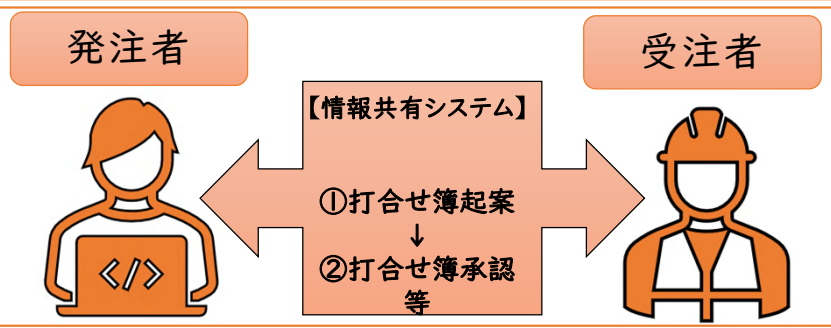 発注者
受注者
【情報共有システム】
①打合せ簿起案
↓
②打合せ簿承認
等
</>